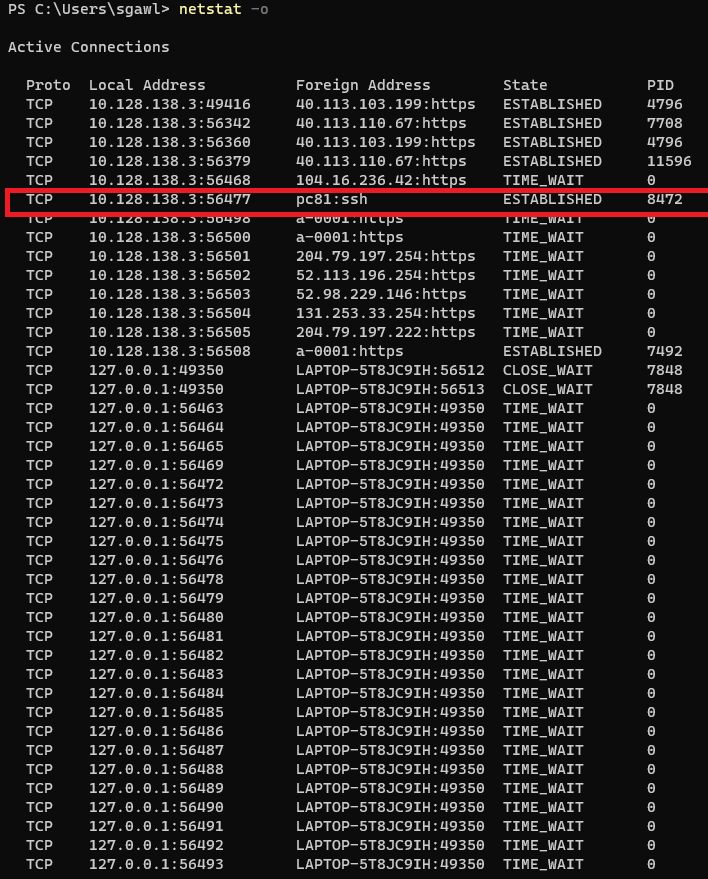 PS C:\Users\sgawl> netstat -o
Active Connections
Proto  Local Address          Foreign Address        State           PID
TCP    10.128.138.3:49416     40.113.103.199:https   ESTABLISHED     4796
TCP    10.128.138.3:56342     40.113.110.67:https    ESTABLISHED     7708
TCP    10.128.138.3:56360     40.113.103.199:https   ESTABLISHED     4796
TCP    10.128.138.3:56379     40.113.110.67:https    ESTABLISHED     11596
TCP    10.128.138.3:56468     104.16.236.42:https    TIME_WAIT       0
TCP    10.128.138.3:56477     pc81:ssh               ESTABLISHED     8472
TCP    10.128.138.3:56498     a-0001:https           TIME_WAIT       0
TCP    10.128.138.3:56500     a-0001:https           TIME_WAIT       0
TCP    10.128.138.3:56501     204.79.197.254:https   TIME_WAIT       0
TCP    10.128.138.3:56502     52.113.196.254:https   TIME_WAIT       0
TCP    10.128.138.3:56503     52.98.229.146:https    TIME_WAIT       0
TCP    10.128.138.3:56504     131.253.33.254:https   TIME_WAIT       0
TCP    10.128.138.3:56505     204.79.197.222:https   TIME_WAIT       0
TCP    10.128.138.3:56508     a-0001:https           ESTABLISHED     7492
TCP    127.0.0.1:49350        LAPTOP-5T8JC9IH:56512  CLOSE_WAIT      7848
TCP    127.0.0.1:49350        LAPTOP-5T8JC9IH:56513  CLOSE_WAIT      7848
TCP    127.0.0.1:56463        LAPTOP-5T8JC9IH:49350  TIME_WAIT       0
TCP    127.0.0.1:56464        LAPTOP-5T8JC9IH:49350  TIME_WAIT       0
TCP    127.0.0.1:56465        LAPTOP-5T8JC9IH:49350  TIME_WAIT       0
TCP    127.0.0.1:56469        LAPTOP-5T8JC9IH:49350  TIME_WAIT       0
TCP    127.0.0.1:56472        LAPTOP-5T8JC9IH:49350  TIME_WAIT       0
TCP    127.0.0.1:56473        LAPTOP-5T8JC9IH:49350  TIME_WAIT       0
TCP    127.0.0.1:56474        LAPTOP-5T8JC9IH:49350  TIME_WAIT       0
TCP    127.0.0.1:56475        LAPTOP-5T8JC9IH:49350  TIME_WAIT       0
TCP    127.0.0.1:56476        LAPTOP-5T8JC9IH:49350  TIME_WAIT       0
TCP    127.0.0.1:56478        LAPTOP-5T8JC9IH:49350  TIME_WAIT       0
TCP    127.0.0.1:56479        LAPTOP-5T8JC9IH:49350  TIME_WAIT       0
TCP    127.0.0.1:56480        LAPTOP-5T8JC9IH:49350  TIME_WAIT       0
TCP    127.0.0.1:56481        LAPTOP-5T8JC9IH:49350  TIME_WAIT       0
TCP    127.0.0.1:56482        LAPTOP-5T8JC9IH:49350  TIME_WAIT       0
TCP    127.0.0.1:56483        LAPTOP-5T8JC9IH:49350  TIME_WAIT       0
TCP    127.0.0.1:56484        LAPTOP-5T8JC9IH:49350  TIME_WAIT       0
TCP    127.0.0.1:56485        LAPTOP-5T8JC9IH:49350  TIME_WAIT       0
TCP    127.0.0.1:56486        LAPTOP-5T8JC9IH:49350  TIME_WAIT       0
TCP    127.0.0.1:56487        LAPTOP-5T8JC9IH:49350  TIME_WAIT       0
TCP    127.0.0.1:56488        LAPTOP-5T8JC9IH:49350  TIME_WAIT       0
TCP    127.0.0.1:56489        LAPTOP-5T8JC9IH:49350  TIME_WAIT       0
TCP    127.0.0.1:56490        LAPTOP-5T8JC9IH:49350  TIME_WAIT       0
TCP    127.0.0.1:56491        LAPTOP-5T8JC9IH:49350  TIME_WAIT       0
TCP    127.0.0.1:56492        LAPTOP-5T8JC9IH:49350  TIME_WAIT       0
TCP    127.0.0.1:56493        LAPTOP-5T8JC9IH:49350  TIME_WAIT       0